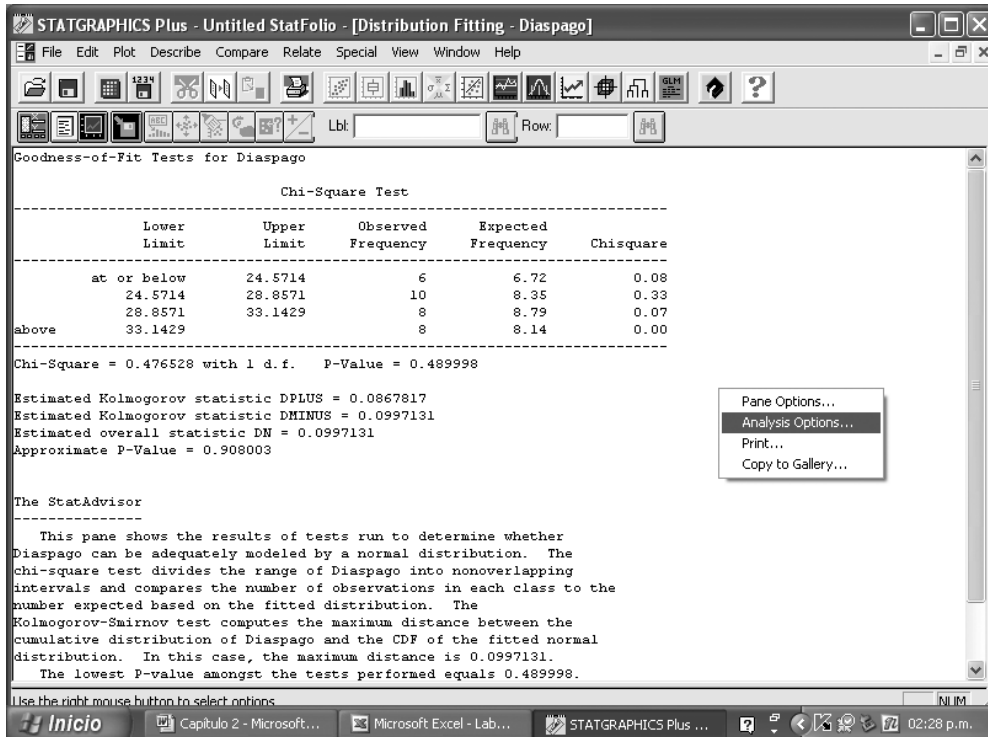 STATGRAPHICS Plus - Untitled StatFolio - [Distribution Fitting - Diaspago]
File Edit Plot Describe Compare Relate Special View Window Help
1234
GLM
ABC
Lbl: Row:
Goodness-of-Fit Tests for Diaspago
Chi-Square Test
Lower Upper Observed Expected
Limit Limit Frequency Frequency Chisquare
at or below 24.5714 6 6.72 0.08
24.5714 28.8571 10 8.35 0.33
28.8571 33.1429 8 8.79 0.07
above 33.1429 8 8.14 0.00
Chi-Square = 0.476528 with 1 d.f. P-Value = 0.489998
Estimated Kolmogorov statistic DPLUS = 0.0867817
Estimated Kolmogorov statistic DMINUS = 0.0997131
Estimated overall statistic DN = 0.0997131
Approximate P-Value = 0.908003
Pane Options...
Analysis Options...
Print...
Copy to Gallery...
The StatAdvisor
This pane shows the results of tests run to determine whether
Diaspago can be adequately modeled by a normal distribution. The
chi-square test divides the range of Diaspago into nonoverlapping
intervals and compares the number of observations in each class to the
number expected based on the fitted distribution. The
Kolmogorov-Smirnov test computes the maximum distance between the
cumulative distribution of Diaspago and the CDF of the fitted normal
distribution. In this case, the maximum distance is 0.0997131.
The lowest P-value amongst the tests performed equals 0.489998.
Use the right mouse button to select options NUM
Inicio Capítulo 2 - Microsoft... Microsoft Excel - Lab... STATGRAPHICS Plus ... 02:28 p.m.